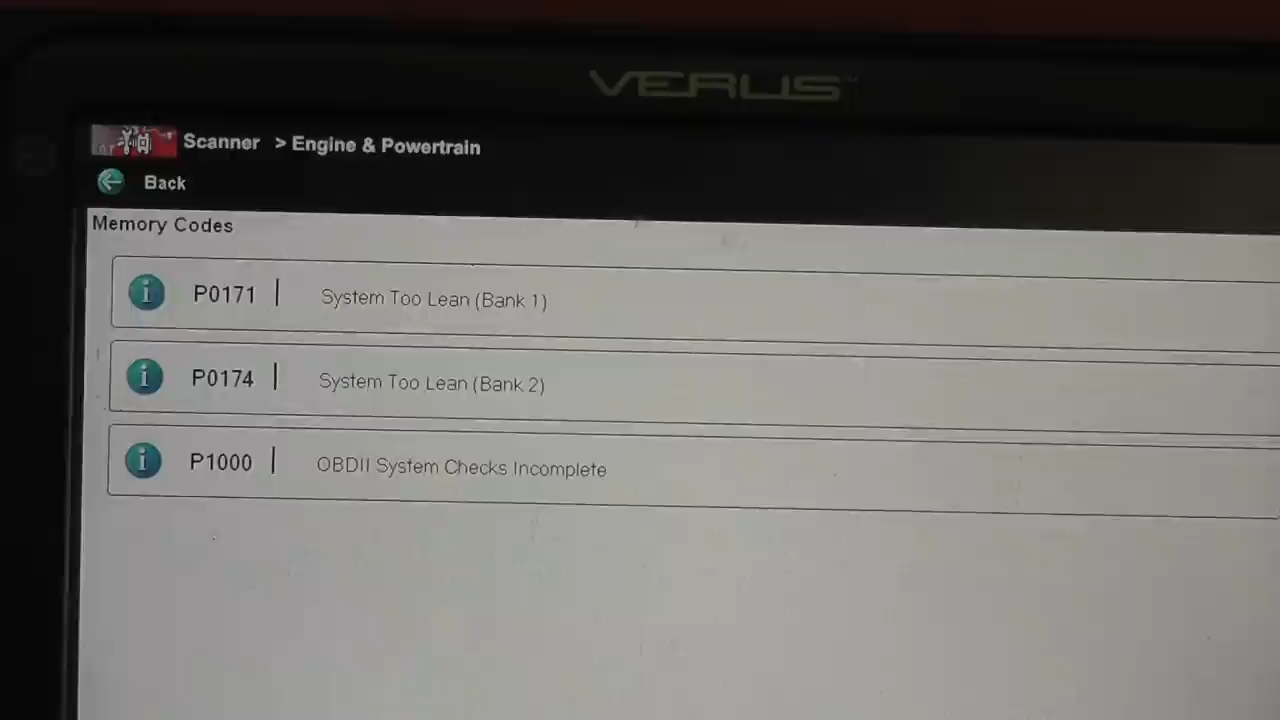 VERUS
Scanner > Engine & Powertrain
Back
Memory Codes
P0171 | System Too Lean (Bank 1)
P0174 | System Too Lean (Bank 2)
P1000 | OBDII System Checks Incomplete